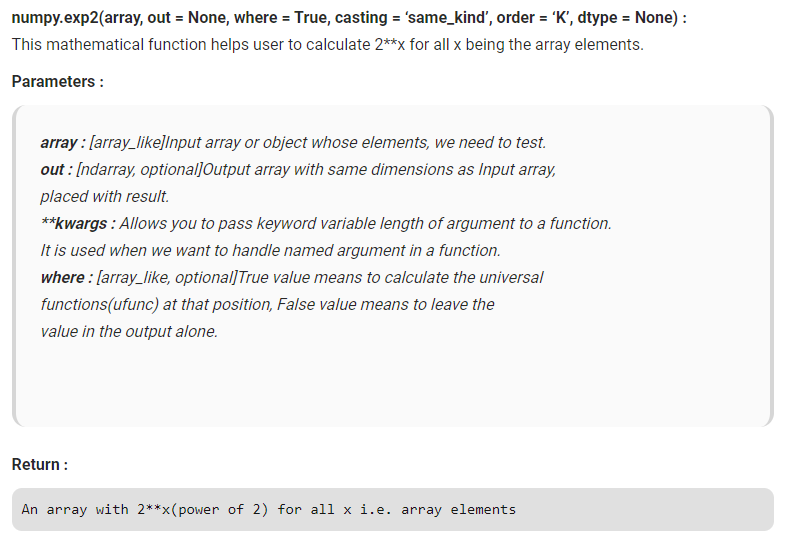 numpy.exp2(array, out = None, where = True, casting = ‘same_kind’, order = ‘K’, dtype = None) :
This mathematical function helps user to calculate 2**x for all x being the array elements.
Parameters :
array : [array_like]Input array or object whose elements, we need to test.
out : [ndarray, optional]Output array with same dimensions as Input array,
placed with result.
**kwargs : Allows you to pass keyword variable length of argument to a function.
It is used when we want to handle named argument in a function.
where : [array_like, optional]True value means to calculate the universal
functions(ufunc) at that position, False value means to leave the
value in the output alone.
Return :
An array with 2**x(power of 2) for all x i.e. array elements